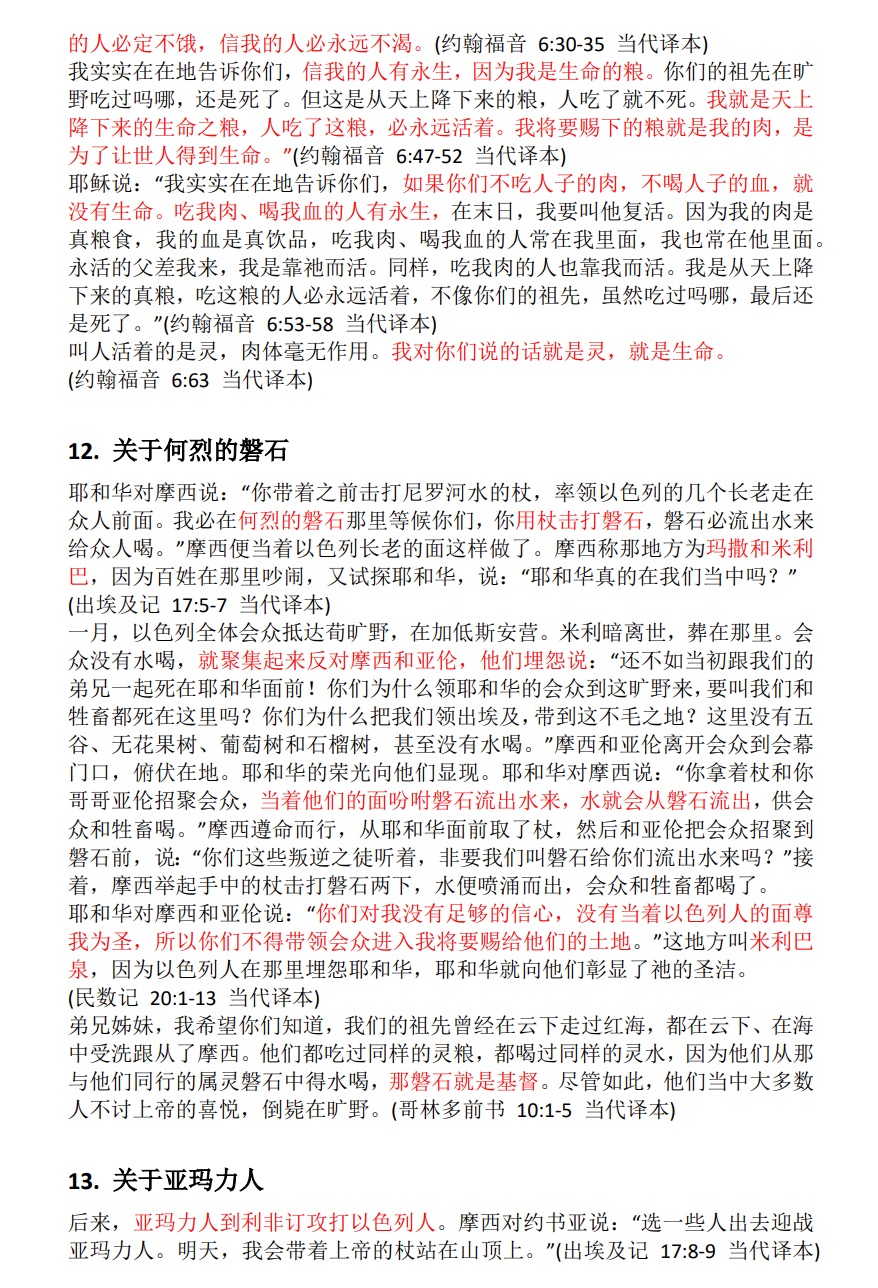 的人必定不饿，信我的人必永远不渴。(约翰福音 6:30-35 当代译本)
我实实在在地告诉你们，信我的人有永生，因为我是生命的粮。你们的祖先在旷
野吃过吗哪，还是死了。但这是从天上降下来的粮，人吃了就不死。我就是天上
降下来的生命之粮，人吃了这粮，必永远活着。我将要赐下的粮就是我的肉，是
为了让世人得到生命。”(约翰福音 6:47-52 当代译本)
耶稣说：“我实实在在地告诉你们，如果你们不吃人子的肉，不喝人子的血，就
没有生命。吃我肉、喝我血的人有永生，在末日，我要叫他复活。因为我的肉是
真粮食，我的血是真饮品，吃我肉、喝我血的人常在我里面，我也常在他里面。
永活的父差我来，我是靠祂而活。同样，吃我肉的人也靠我而活。我是从天上降
下来的真粮，吃这粮的人必永远活着，不像你们的祖先，虽然吃过吗哪，最后还
是死了。”(约翰福音 6:53-58 当代译本)
叫人活着的是灵，肉体毫无作用。我对你们说的话就是灵，就是生命。
(约翰福音 6:63 当代译本)
12. 关于何烈的磐石
耶和华对摩西说：“你带着之前击打尼罗河水的杖，率领以色列的几个长老走在
众人前面。我必在何烈的磐石那里等候你们，你用杖击打磐石，磐石必流出水来
给众人喝。”摩西便当着以色列长老的面这样做了。摩西称那地方为玛撒和米利
巴，因为百姓在那里吵闹，又试探耶和华，说：“耶和华真的在我们当中吗？”
(出埃及记 17:5-7 当代译本)
一月，以色列全体会众抵达荀旷野，在加低斯安营。米利暗离世，葬在那里。会
众没有水喝，就聚集起来反对摩西和亚伦，他们埋怨说：“还不如当初跟我们的
弟兄一起死在耶和华面前！你们为什么领耶和华的会众到这旷野来，要叫我们和
牲畜都死在这里吗？你们为什么把我们领出埃及，带到这不毛之地？这里没有五
谷、无花果树、葡萄树和石榴树，甚至没有水喝。”摩西和亚伦离开会众到会幕
门口，俯伏在地。耶和华的荣光向他们显现。耶和华对摩西说：“你拿着杖和你
哥哥亚伦招聚会众，当着他们的面吩咐磐石流出水来，水就会从磐石流出，供会
众和牲畜喝。”摩西遵命而行，从耶和华面前取了杖，然后和亚伦把会众招聚到
磐石前，说：“你们这些叛逆之徒听着，非要我们叫磐石给你们流出水来吗？”接
着，摩西举起手中的杖击打磐石两下，水便喷涌而出，会众和牲畜都喝了。
耶和华对摩西和亚伦说：“你们对我没有足够的信心，没有当着以色列人的面尊
我为圣，所以你们不得带领会众进入我将要赐给他们的土地。”这地方叫米利巴
泉，因为以色列人在那里埋怨耶和华，耶和华就向他们彰显了祂的圣洁。
(民数记 20:1-13 当代译本)
弟兄姊妹，我希望你们知道，我们的祖先曾经在云下走过红海，都在云下、在海
中受洗跟从了摩西。他们都吃过同样的灵粮，都喝过同样的灵水，因为他们从那
与他们同行的属灵磐石中得水喝，那磐石就是基督。尽管如此，他们当中大多数
人不讨上帝的喜悦，倒毙在旷野。(哥林多前书 10:1-5 当代译本)
13. 关于亚玛力人
后来，亚玛力人到利非订攻打以色列人。摩西对约书亚说：“选一些人出去迎战
亚玛力人。明天，我会带着上帝的杖站在山顶上。”(出埃及记 17:8-9 当代译本)